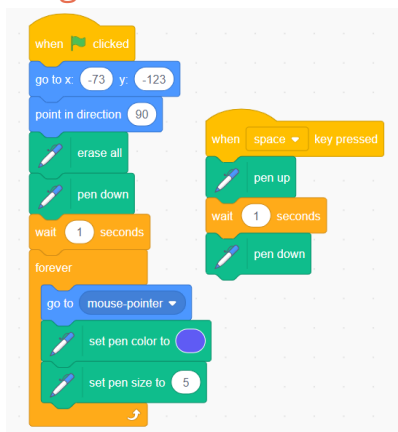 when clicked
go to x: -73 y: -123
point in direction 90
erase all
pen down
wait 1 seconds
forever
go to mouse-pointer
set pen color to
set pen size to 5
when space key pressed
pen up
wait 1 seconds
pen down